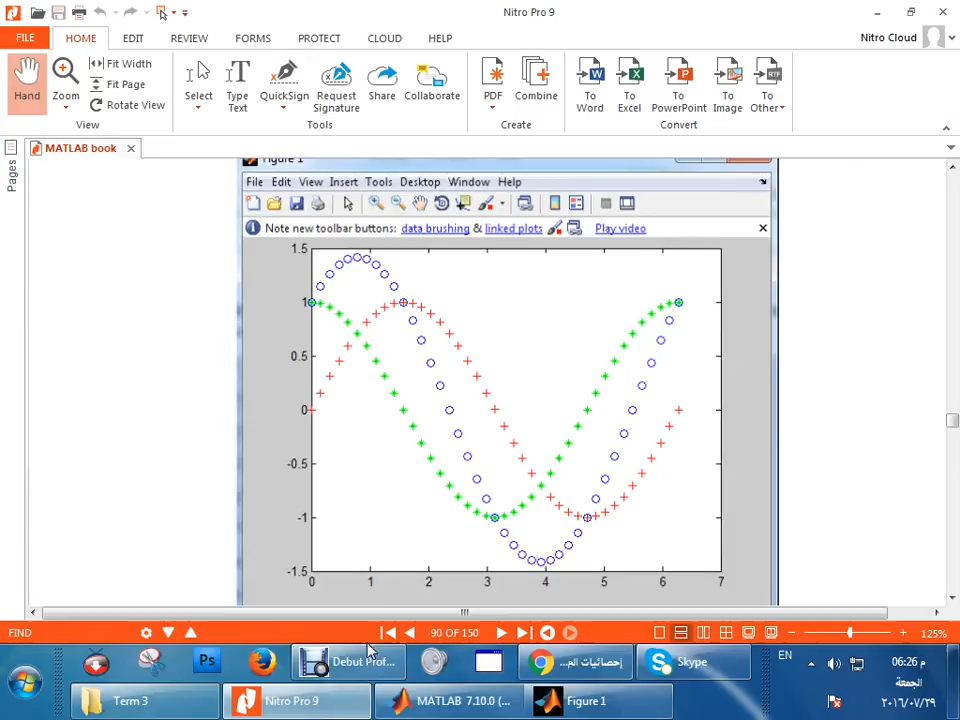 Nitro Pro 9
FILE HOME EDIT REVIEW FORMS PROTECT CLOUD HELP Nitro Cloud
Hand Zoom Fit Width Fit Page Rotate View Select Type Text QuickSign Request Signature Share Collaborate PDF Combine To Word To Excel To PowerPoint To Image To Other
View Tools Create Convert
MATLAB book
Pages
Figure 1
File Edit View Insert Tools Desktop Window Help
Note new toolbar buttons: data brushing & linked plots Play video
1.5
1
0.5
0
-0.5
-1
-1.5
0 1 2 3 4 5 6 7
FIND 90 OF 150 125%
Ps Debut Prof... إحصائيات الم... Skype EN 06:26 م
الجمعة
Term 3 Nitro Pro 9 MATLAB 7.10.0 (... Figure 1 ٢٠١٦/٠٧/٢٩